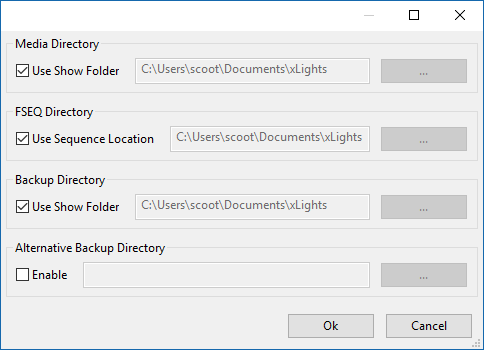 Media Directory
Use Show Folder C:\Users\scoot\Documents\xLights ...
FSEQ Directory
Use Sequence Location C:\Users\scoot\Documents\xLights ...
Backup Directory
Use Show Folder C:\Users\scoot\Documents\xLights ...
Alternative Backup Directory
Enable ...
Ok Cancel